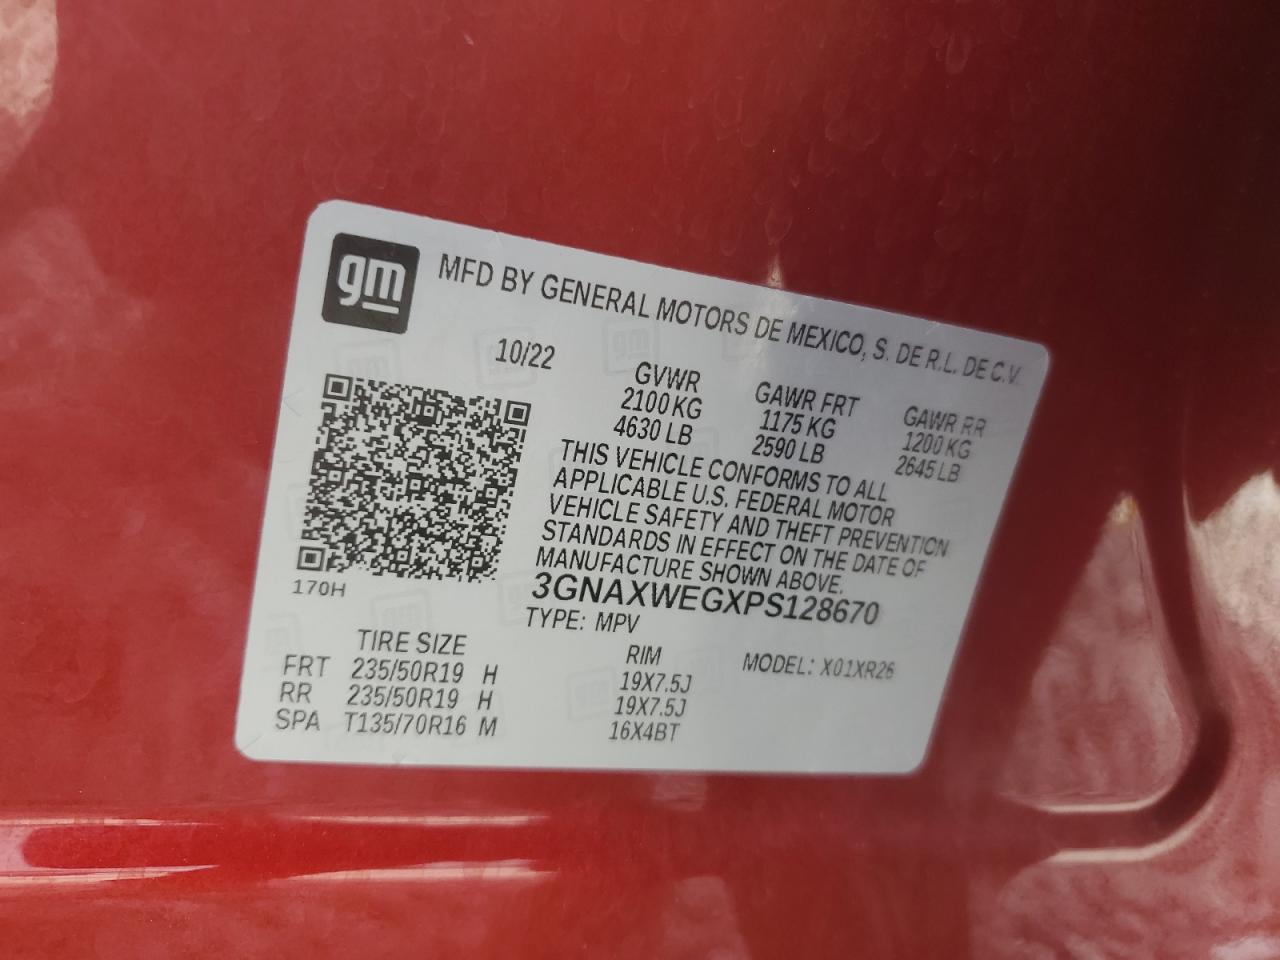 gm
MFD BY GENERAL MOTORS DE MEXICO, S. DE R.L. DE C.V.
10/22
GVWR GAWR FRT GAWR RR
2100 KG 1175 KG 1200 KG
4630 LB 2590 LB 2645 LB
THIS VEHICLE CONFORMS TO ALL
APPLICABLE U.S. FEDERAL MOTOR
VEHICLE SAFETY AND THEFT PREVENTION
STANDARDS IN EFFECT ON THE DATE OF
MANUFACTURE SHOWN ABOVE.
170H
3GNAXWEGXPS128670
TYPE: MPV
MODEL: X01XR26
TIRE SIZE RIM
FRT 235/50R19 H 19X7.5J
RR 235/50R19 H 19X7.5J
SPA T135/70R16 M 16X4BT